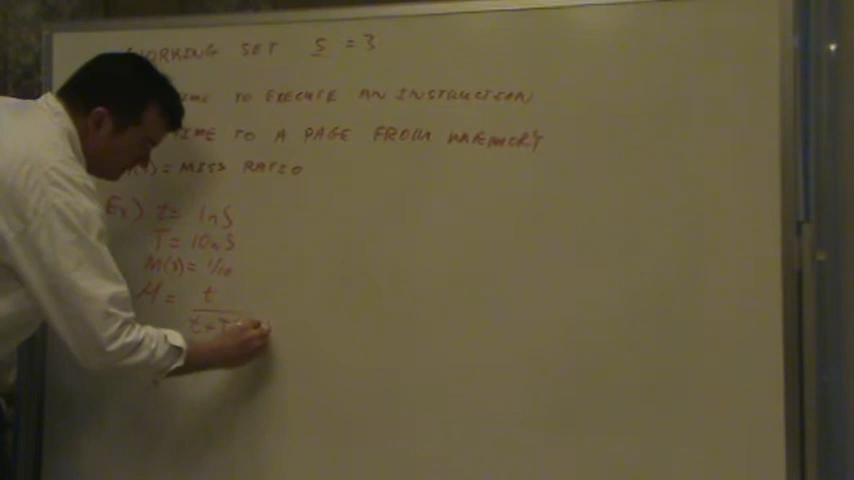 WORKING SET S = 3
TIME TO EXECUTE AN INSTRUCTION
TIME TO A PAGE FROM MAEMORY
= MISS RATIO
Ex) t = 1nS
T = 10nS
M(s) = 1/10
M = t
t + T